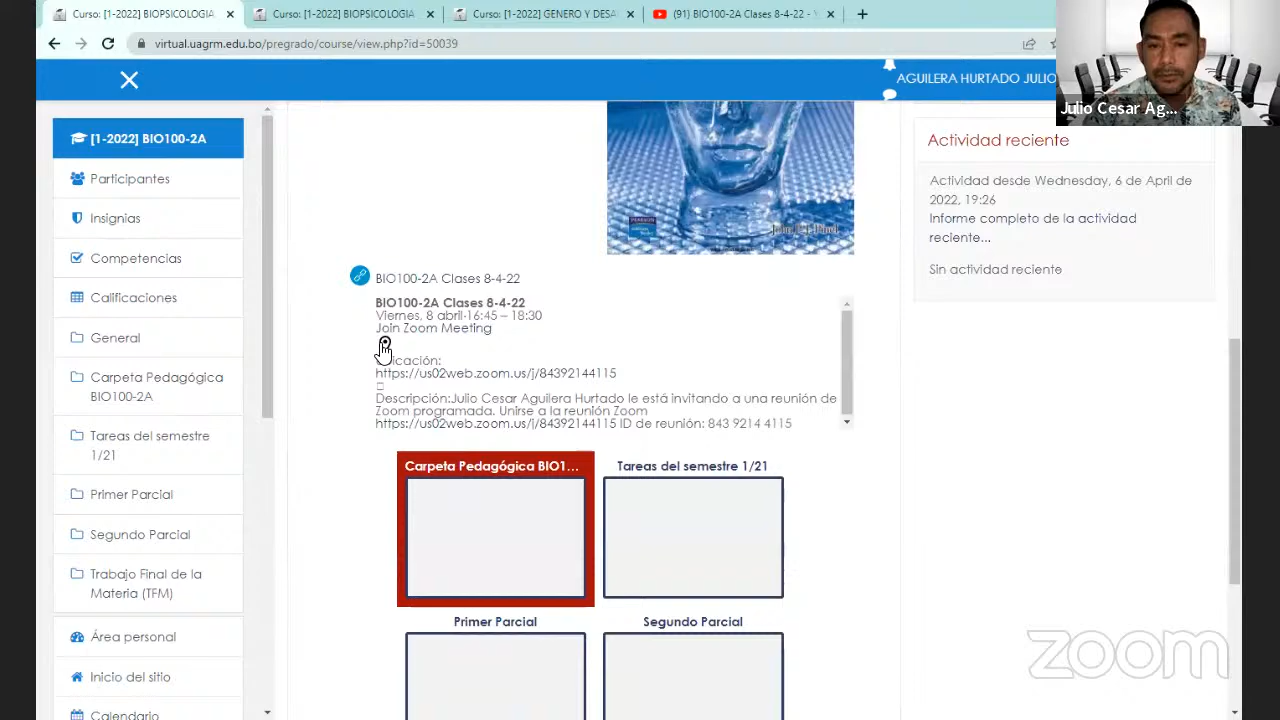 Curso: [1-2022] BIOPSICOLOGIA
Curso: [1-2022] BIOPSICOLOGIA
Curso: [1-2022] GENERO Y DESA
(91) BIO100-2A Clases 8-4-22 -
virtual.uagrm.edu.bo/pregrado/course/view.php?id=50039
AGUILERA HURTADO JULIO
Julio Cesar Ag...
[1-2022] BIO100-2A
Participantes
Insignias
Competencias
Calificaciones
General
Carpeta Pedagógica
BIO100-2A
Tareas del semestre
1/21
Primer Parcial
Segundo Parcial
Trabajo Final de la
Materia (TFM)
Área personal
Inicio del sitio
Calendario
PEARSON
BIO100-2A Clases 8-4-22
BIO100-2A Clases 8-4-22
Viernes, 8 abril·16:45 – 18:30
Join Zoom Meeting
https://us02web.zoom.us/j/84392144115
Descripción:Julio Cesar Aguilera Hurtado le está invitando a una reunión de
Zoom programada. Unirse a la reunión Zoom
https://us02web.zoom.us/j/84392144115 ID de reunión: 843 9214 4115
Carpeta Pedagógica BIO1...
Tareas del semestre 1/21
Primer Parcial
Segundo Parcial
Actividad reciente
Actividad desde Wednesday, 6 de April de
2022, 19:26
Informe completo de la actividad
reciente...
Sin actividad reciente
zoom